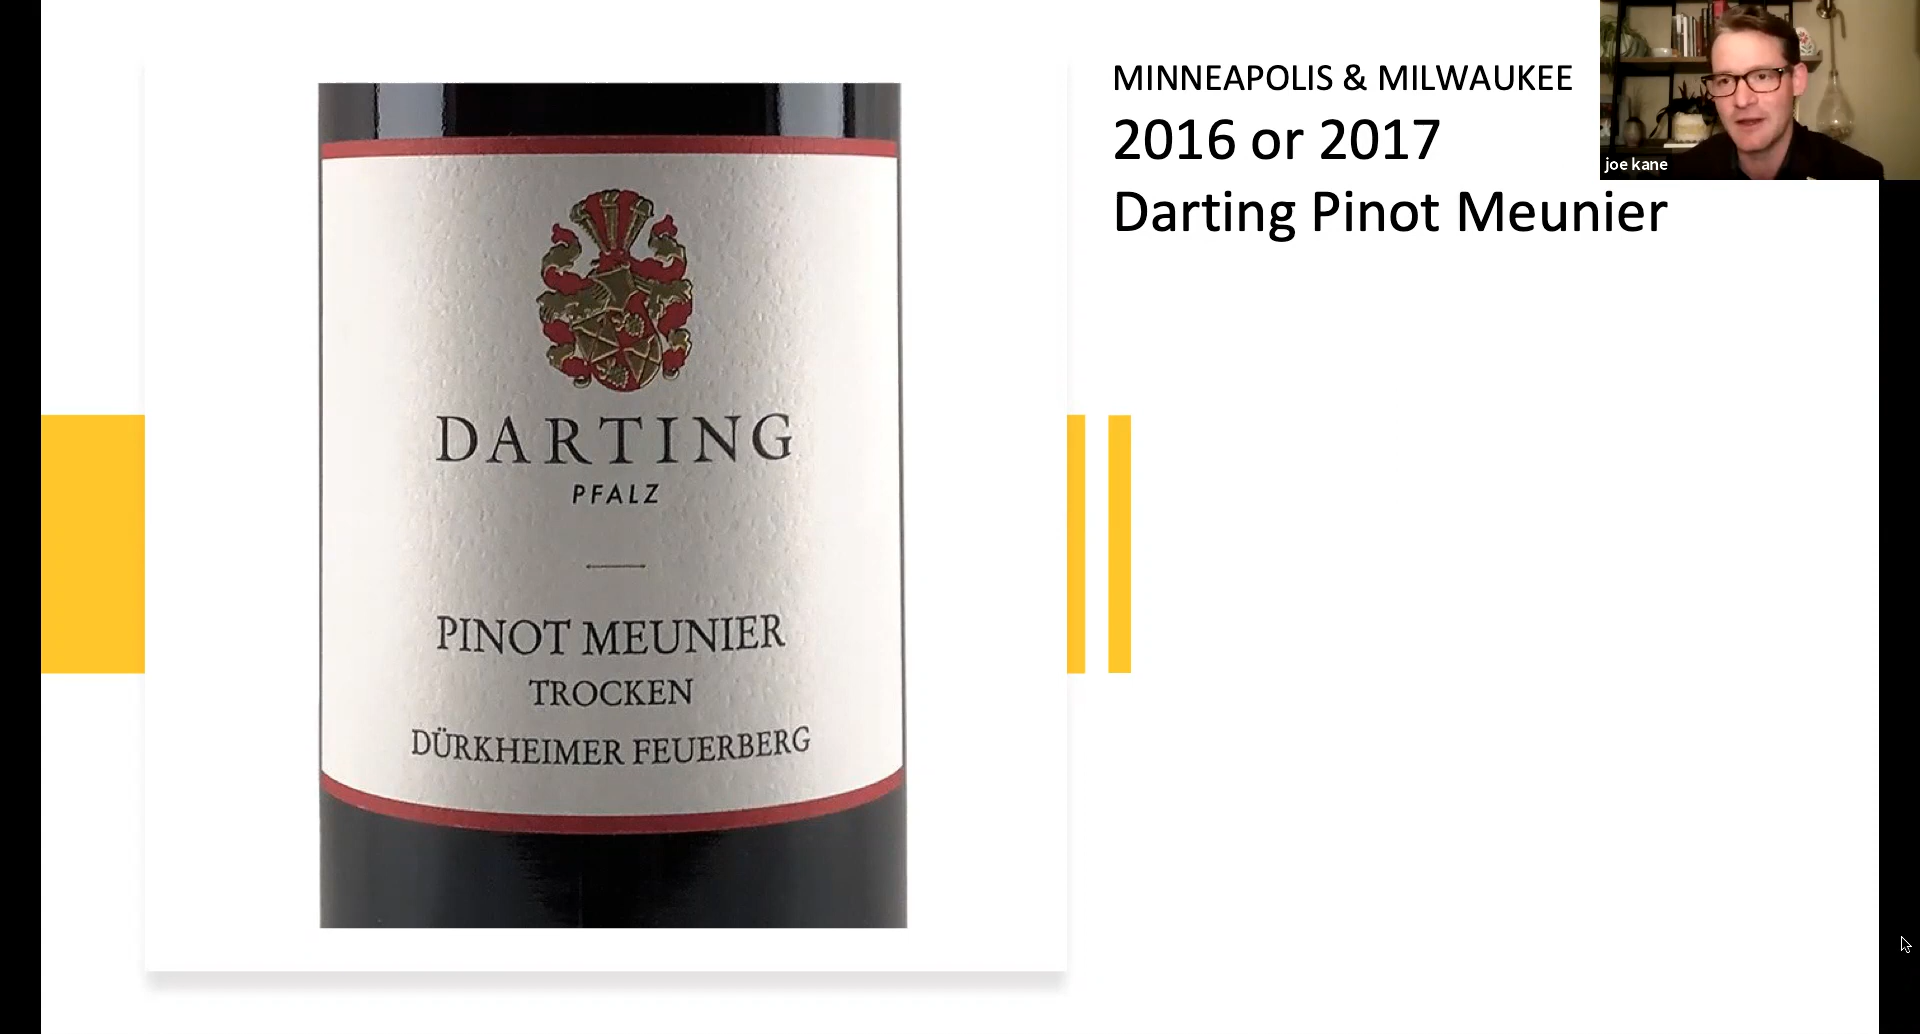 MINNEAPOLIS & MILWAUKEE
2016 or 2017
Darting Pinot Meunier
joe kane
DARTING
PFALZ
PINOT MEUNIER
TROCKEN
DÜRKHEIMER FEUERBERG